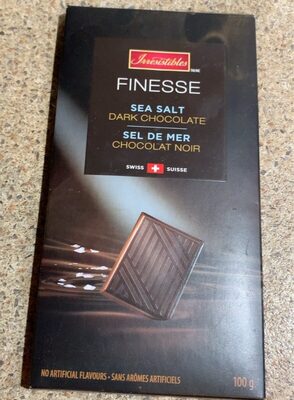 Irresistibles
FINESSE
SEA SALT
DARK CHOCOLATE
SEL DE MER
CHOCOLAT NOIR
SWISS SUISSE
NO ARTIFICIAL FLAVOURS • SANS ARÔMES ARTIFICIELS
100 g